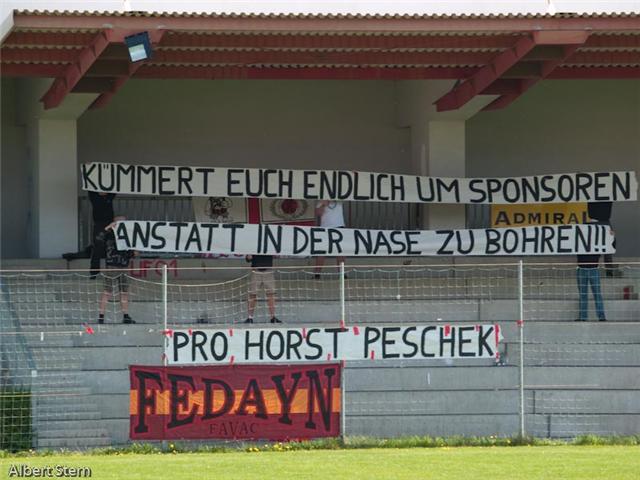 KÜMMERT EUCH ENDLICH UM SPONSOREN
ADMIRAL
ANSTATT IN DER NASE ZU BOHREN!!
PRO HORST PESCHEK
FEDAYN
FAVAC
Albert Stern